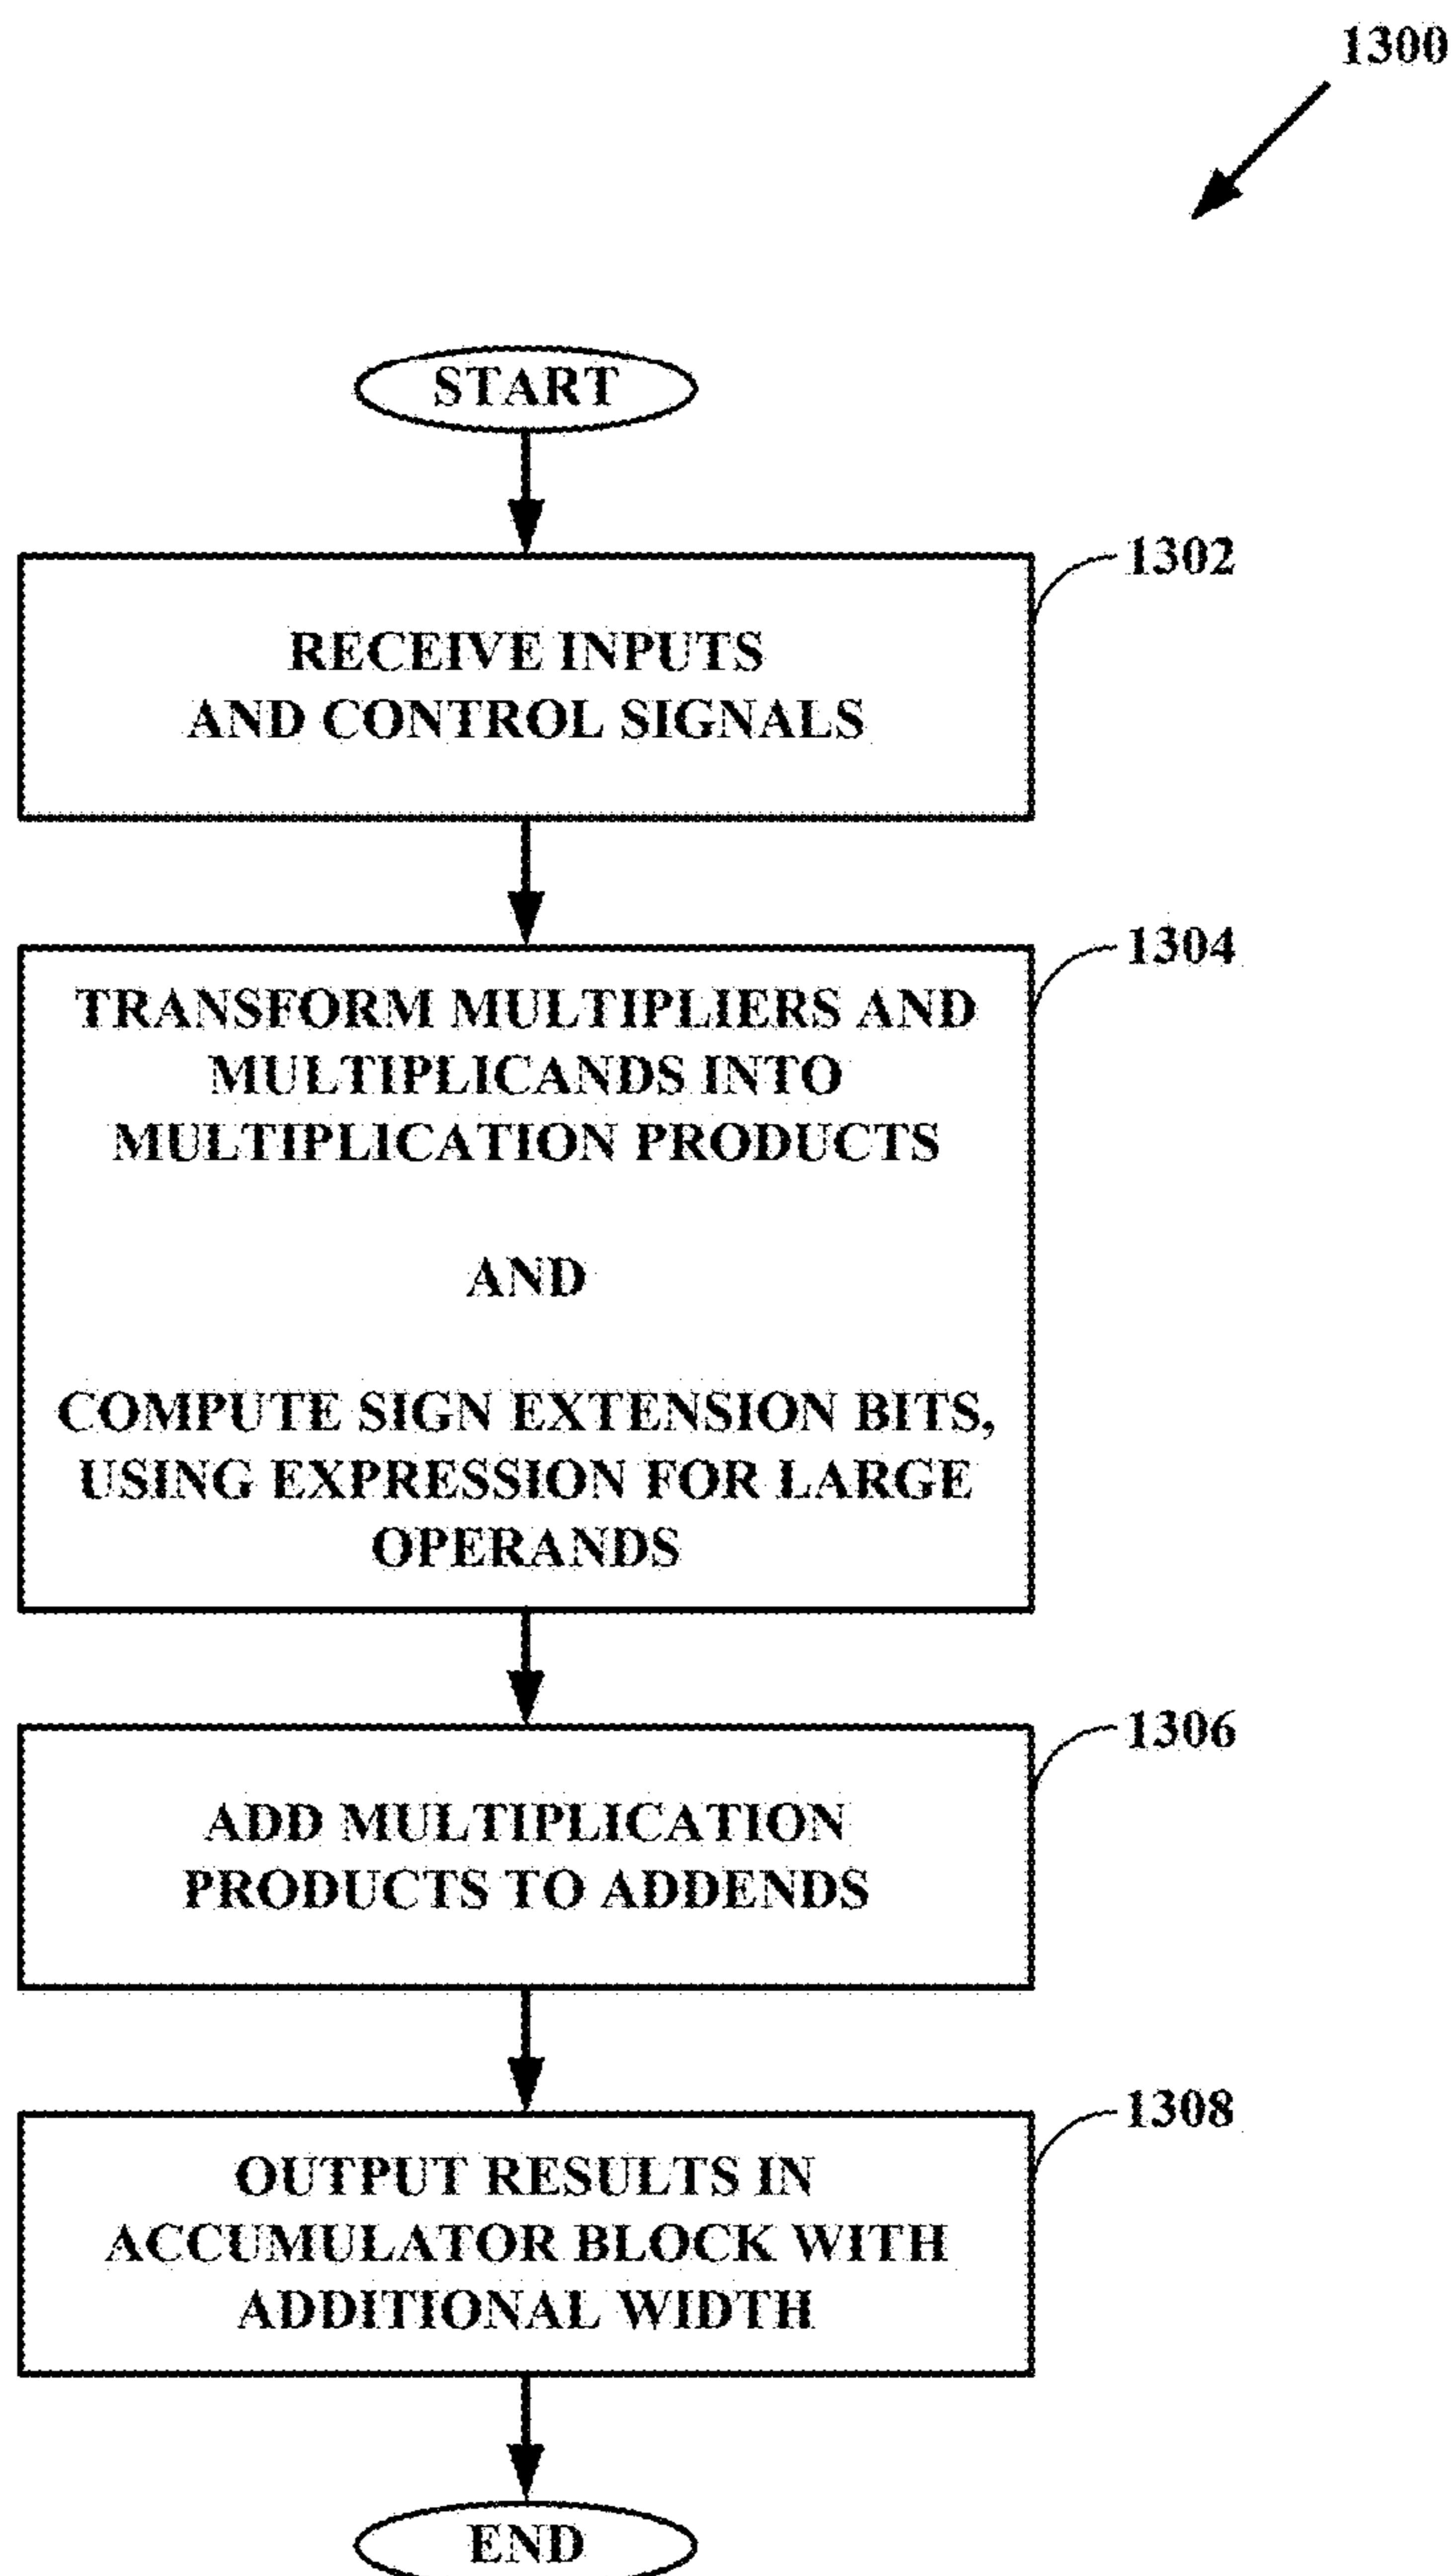 1300
START
1302
RECEIVE INPUTS
AND CONTROL SIGNALS
1304
TRANSFORM MULTIPLIERS AND
MULTIPLICANDS INTO
MULTIPLICATION PRODUCTS
AND
COMPUTE SIGN EXTENSION BITS,
USING EXPRESSION FOR LARGE
OPERANDS
1306
ADD MULTIPLICATION
PRODUCTS TO ADDENDS
1308
OUTPUT RESULTS IN
ACCUMULATOR BLOCK WITH
ADDITIONAL WIDTH
END